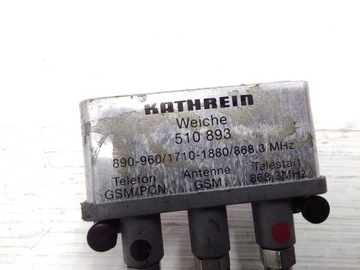 KATHREIN
Weiche
510 893
890-960/1710-1880/868.3 MHz
Telefon Antenne Telestart
GSM/PCN GSM 868.3MHz